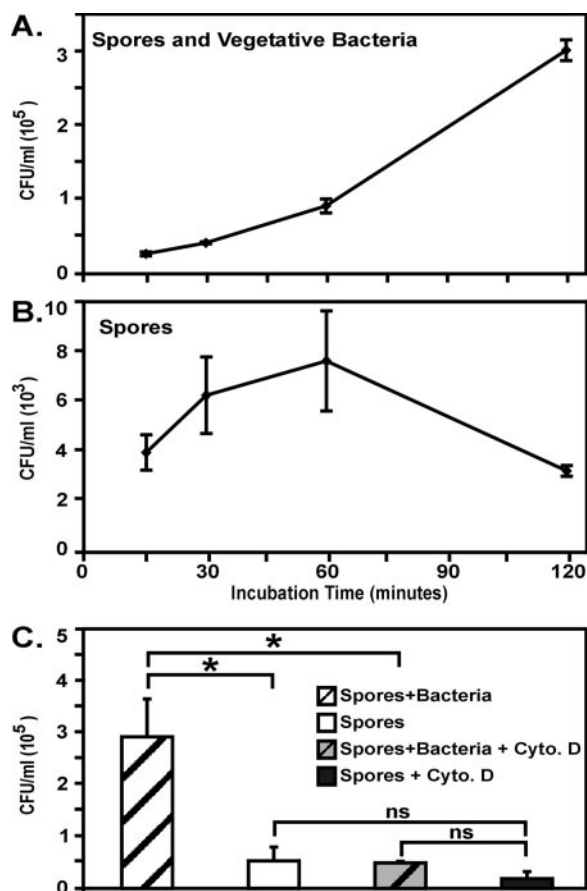 A.
Spores and Vegetative Bacteria
CFU/ml (10⁵)
3
2
1
0
B.
Spores
CFU/ml (10³)
10
8
6
4
2
0
0 30 60 90 120
Incubation Time (minutes)
C.
CFU/ml (10⁵)
5
4
3
2
1
0
*
*
Spores+Bacteria
Spores
Spores+Bacteria + Cyto. D
Spores + Cyto. D
ns
ns